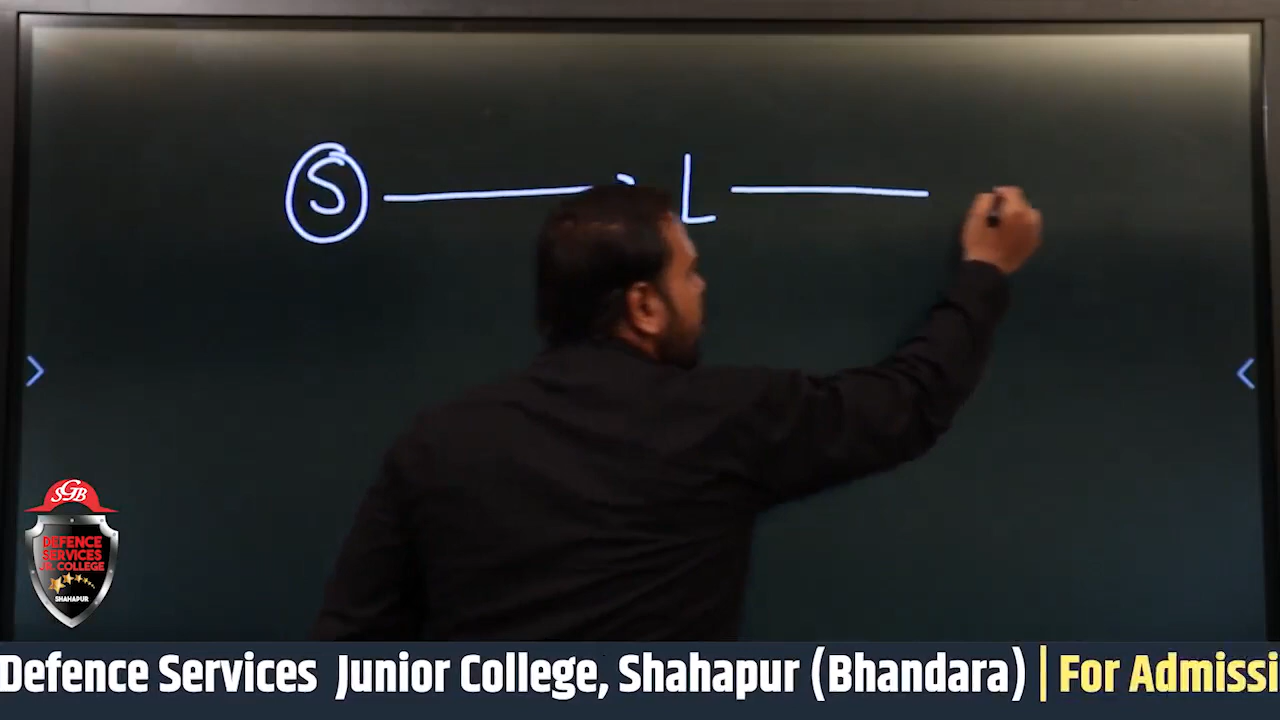 S L
SGB
DEFENCE
SERVICES
JR. COLLEGE
SHAHAPUR
Defence Services Junior College, Shahapur (Bhandara) | For Admissi